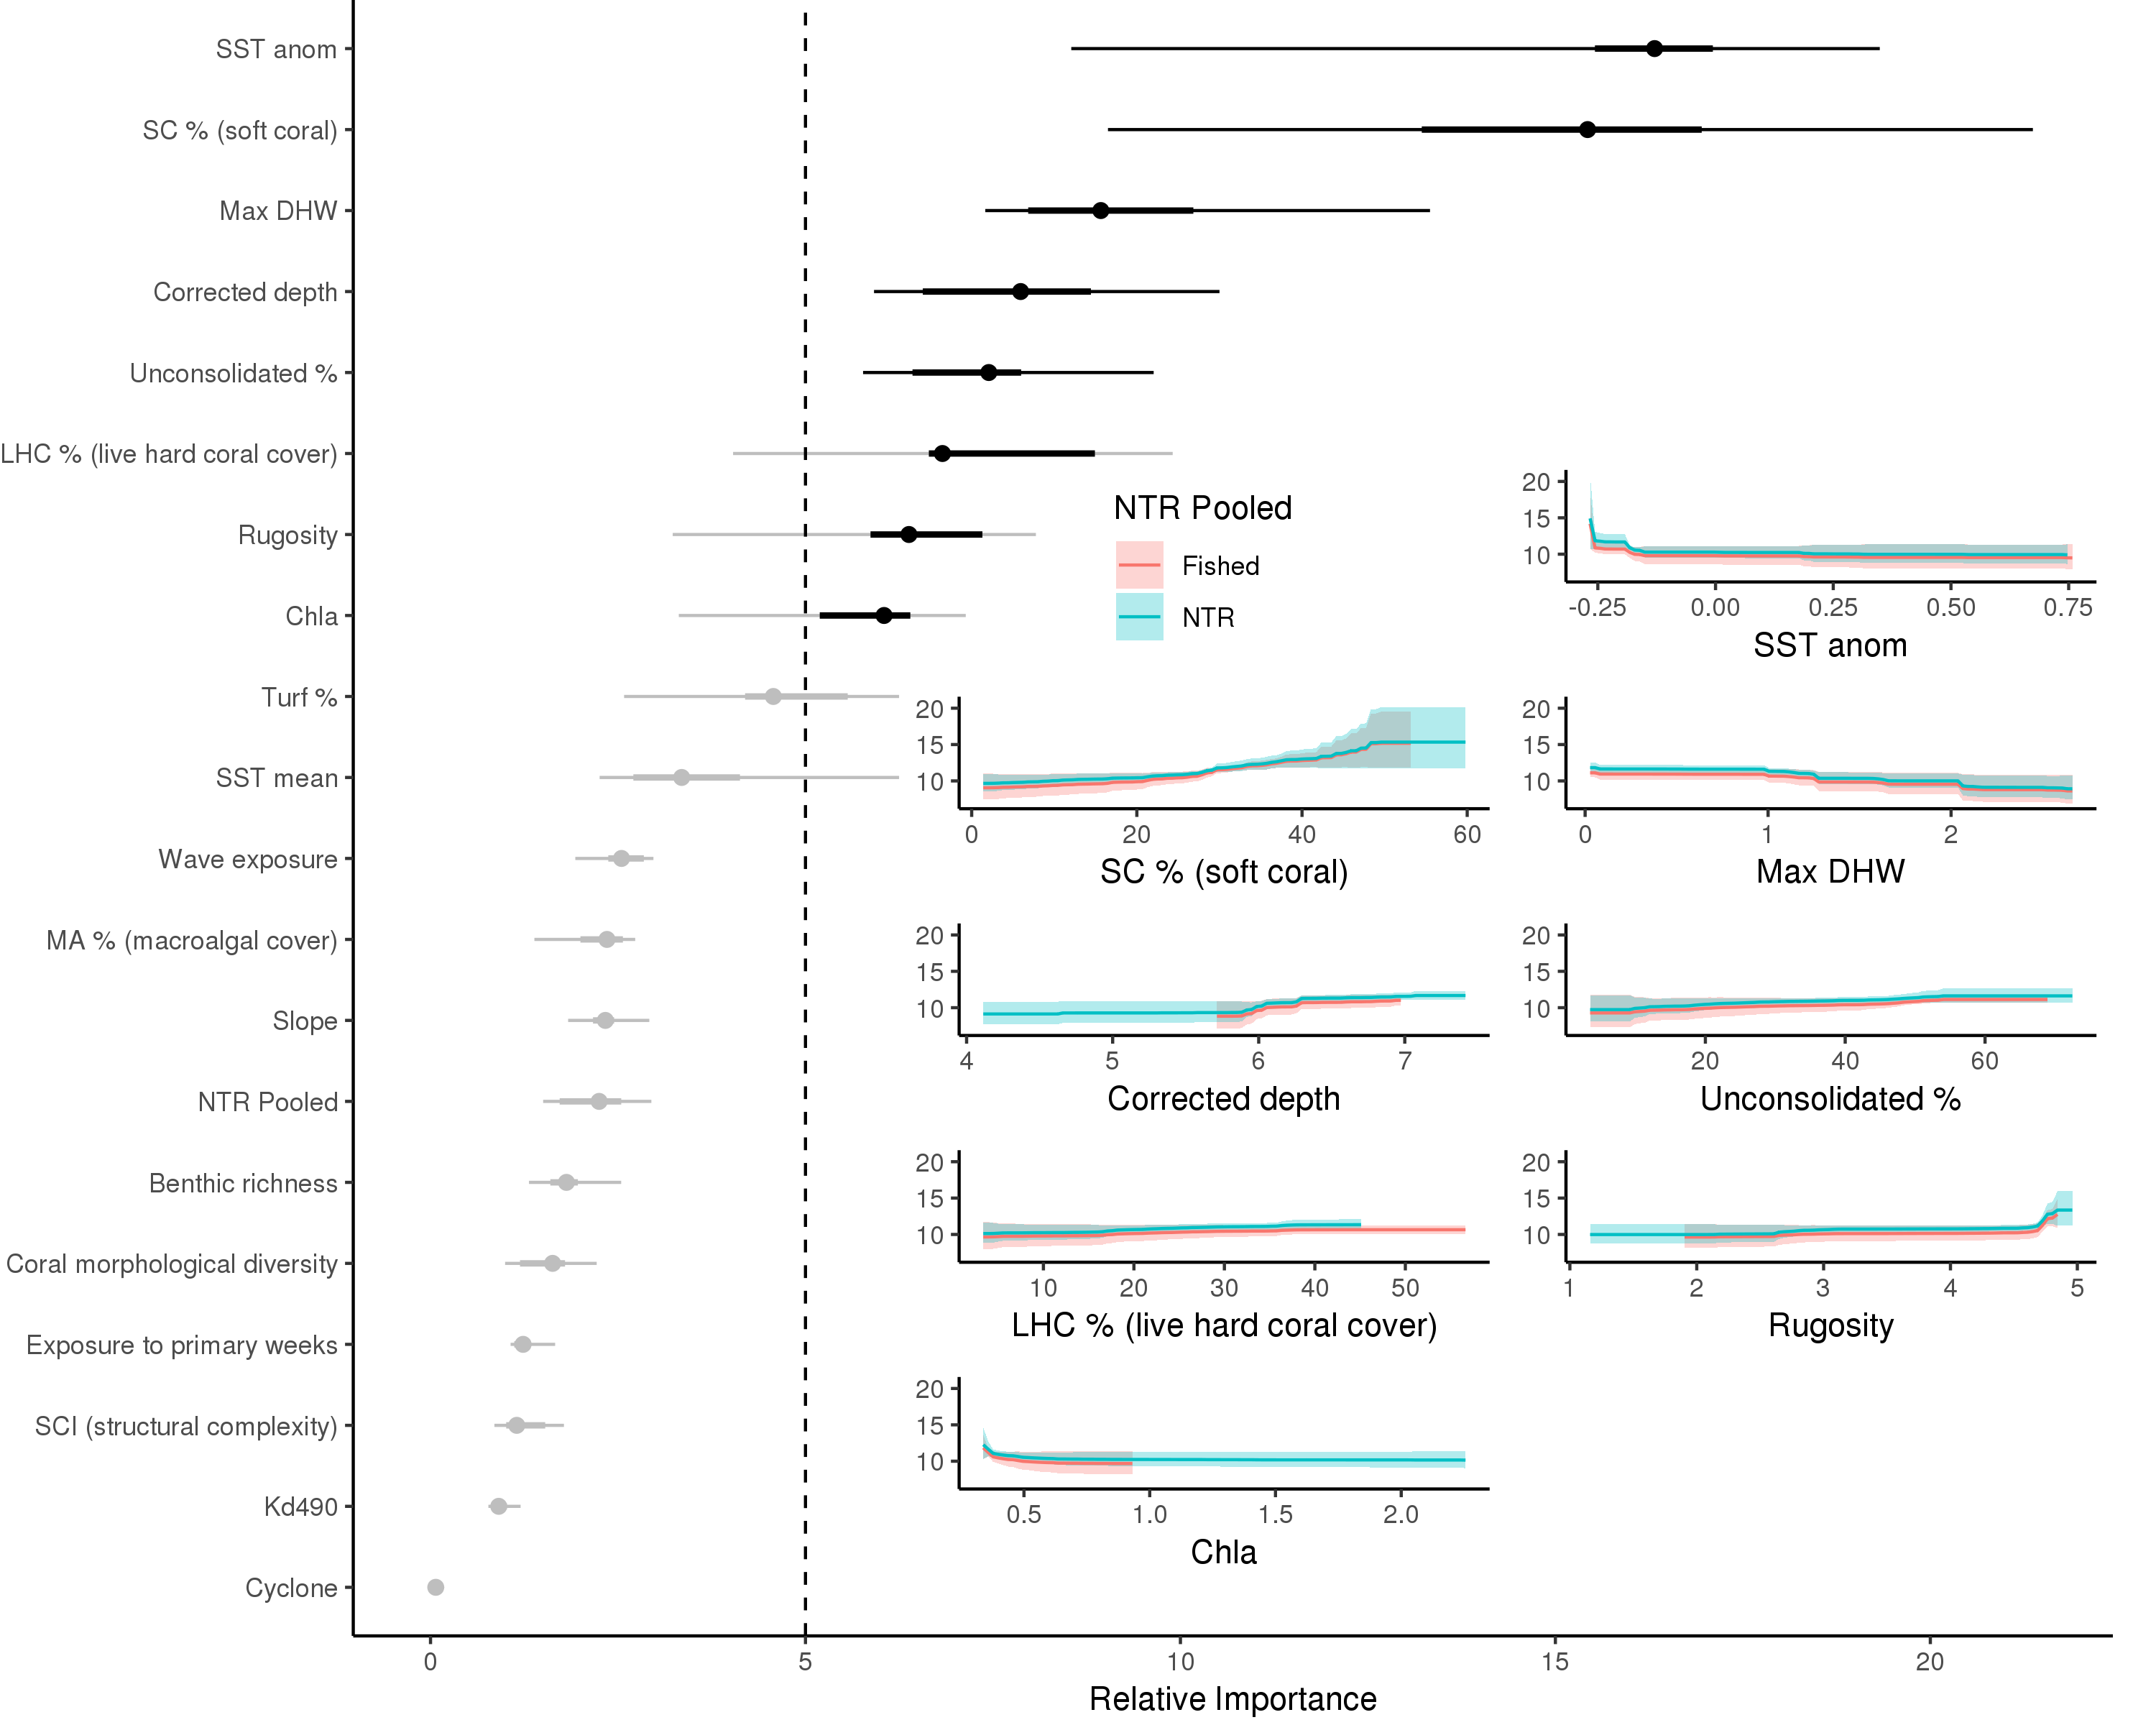 SST anom
SC % (soft coral)
Max DHW
Corrected depth
Unconsolidated %
LHC % (live hard coral cover)
Rugosity
Chla
Turf %
SST mean
Wave exposure
MA % (macroalgal cover)
Slope
NTR Pooled
Benthic richness
Coral morphological diversity
Exposure to primary weeks
SCI (structural complexity)
Kd490
Cyclone
0 5 10 15 20
Relative Importance
NTR Pooled
Fished
NTR
20
15
10
-0.25 0.00 0.25 0.50 0.75
SST anom
20
15
10
0 20 40 60
SC % (soft coral)
20
15
10
0 1 2
Max DHW
20
15
10
4 5 6 7
Corrected depth
20
15
10
20 40 60
Unconsolidated %
20
15
10
10 20 30 40 50
LHC % (live hard coral cover)
20
15
10
1 2 3 4 5
Rugosity
20
15
10
0.5 1.0 1.5 2.0
Chla